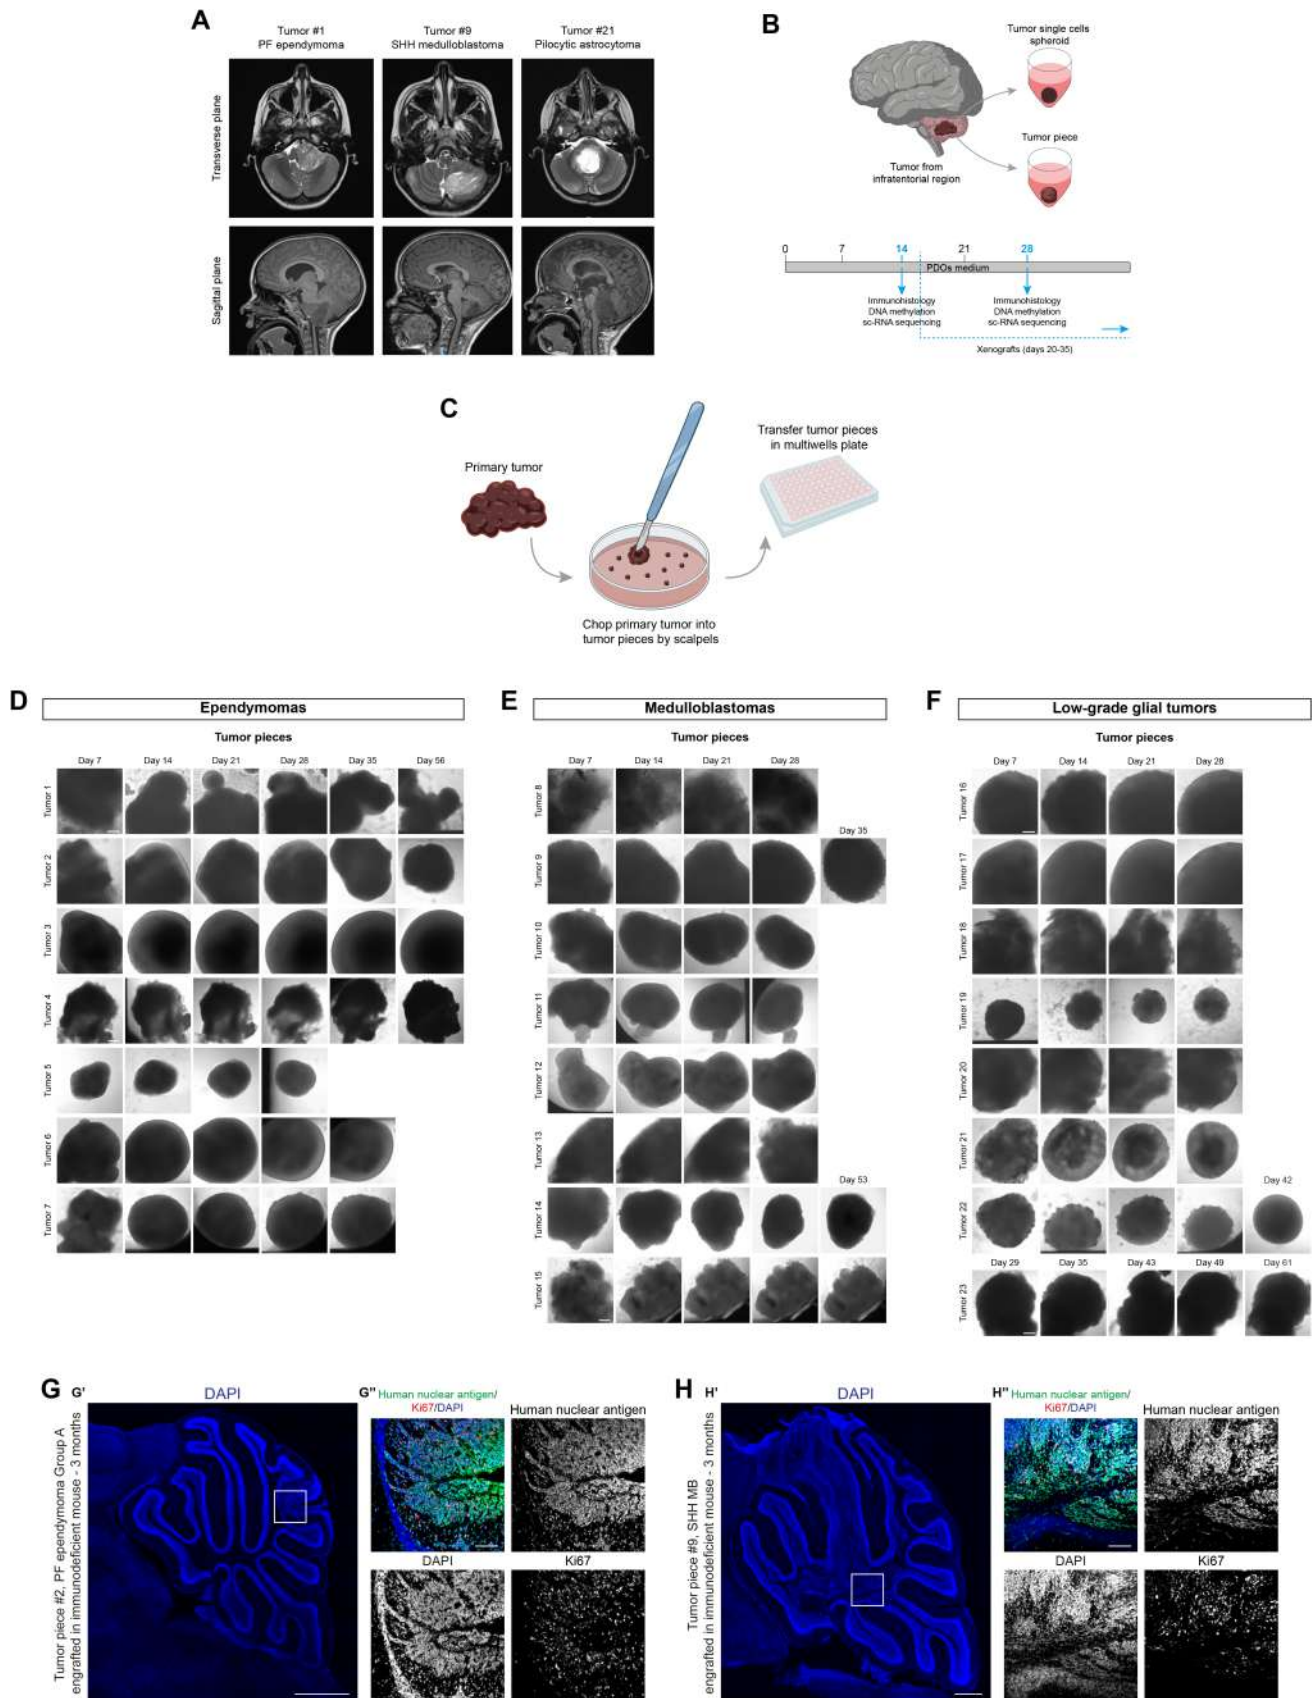 A
Tumor #1
PF ependymoma
Tumor #9
SHH medulloblastoma
Tumor #21
Pilocytic astrocytoma
Transverse plane
Sagittal plane
B
Tumor single cells
spheroid
Tumor piece
Tumor from
infratentorial region
0 7 14 21 28
PDOs medium
Immunohistology
DNA methylation
sc-RNA sequencing
Immunohistology
DNA methylation
sc-RNA sequencing
Xenografts (days 20-35)
C
Primary tumor
Transfer tumor pieces
in multiwells plate
Chop primary tumor into
tumor pieces by scalpels
D
Ependymomas
Tumor pieces
Day 7 Day 14 Day 21 Day 28 Day 35 Day 56
Tumor 1
Tumor 2
Tumor 3
Tumor 4
Tumor 5
Tumor 6
Tumor 7
E
Medulloblastomas
Tumor pieces
Day 7 Day 14 Day 21 Day 28
Tumor 8
Day 35
Tumor 9
Tumor 10
Tumor 11
Tumor 12
Tumor 13
Day 53
Tumor 14
Tumor 15
F
Low-grade glial tumors
Tumor pieces
Day 7 Day 14 Day 21 Day 28
Tumor 16
Tumor 17
Tumor 18
Tumor 19
Tumor 20
Tumor 21
Day 42
Tumor 22
Day 29 Day 35 Day 43 Day 49 Day 61
Tumor 23
G
G'
DAPI
Tumor piece #2, PF ependymoma Group A
engrafted in immunodeficient mouse - 3 months
G"
Human nuclear antigen/
Ki67/DAPI
Human nuclear antigen
DAPI
Ki67
H
H'
DAPI
Tumor piece #9, SHH MB
engrafted in immunodeficient mouse - 3 months
H"
Human nuclear antigen/
Ki67/DAPI
Human nuclear antigen
DAPI
Ki67